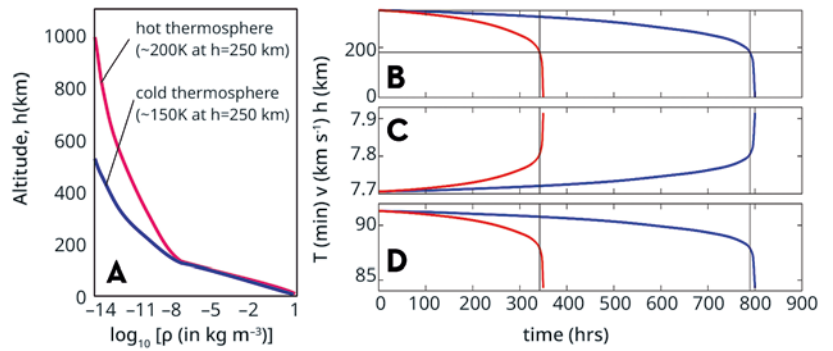 1000
800
600
400
200
0
Altitude, h(km)
hot thermosphere
(~200K at h=250 km)
cold thermosphere
(~150K at h=250 km)
A
−14 −11 −8 −5 −2 1
log₁₀ [ρ (in kg m⁻³)]
T (min) v (km s⁻¹) h (km)
200
0
B
7.9
7.8
7.7
C
90
85
D
0 100 200 300 400 500 600 700 800 900
time (hrs)